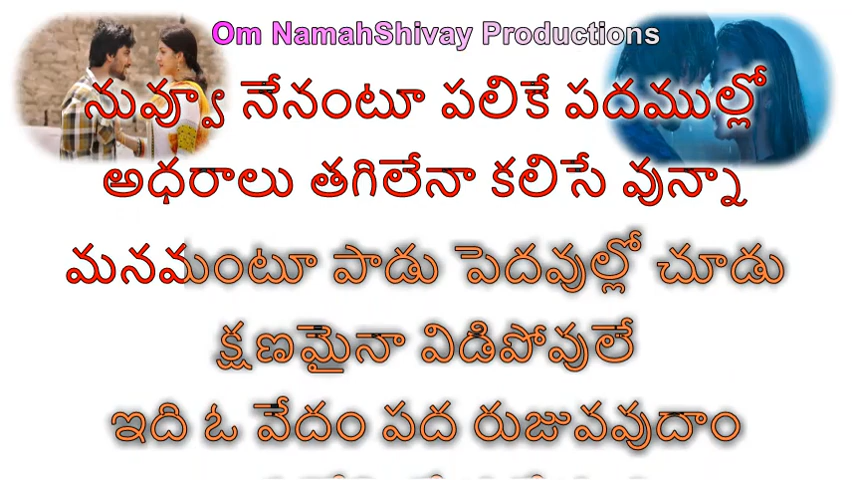 Om NamahShivay Productions
నువ్వూ నేనంటూ పలికే పదముల్లో
అధరాలు తగిలేనా కలిసే వున్నా
మనమంటూ పాడు పెదవుల్లో చూడు
క్షణమైనా విడిపోవులే
ఇది ఓ వేదం పద రుజువవుదాం